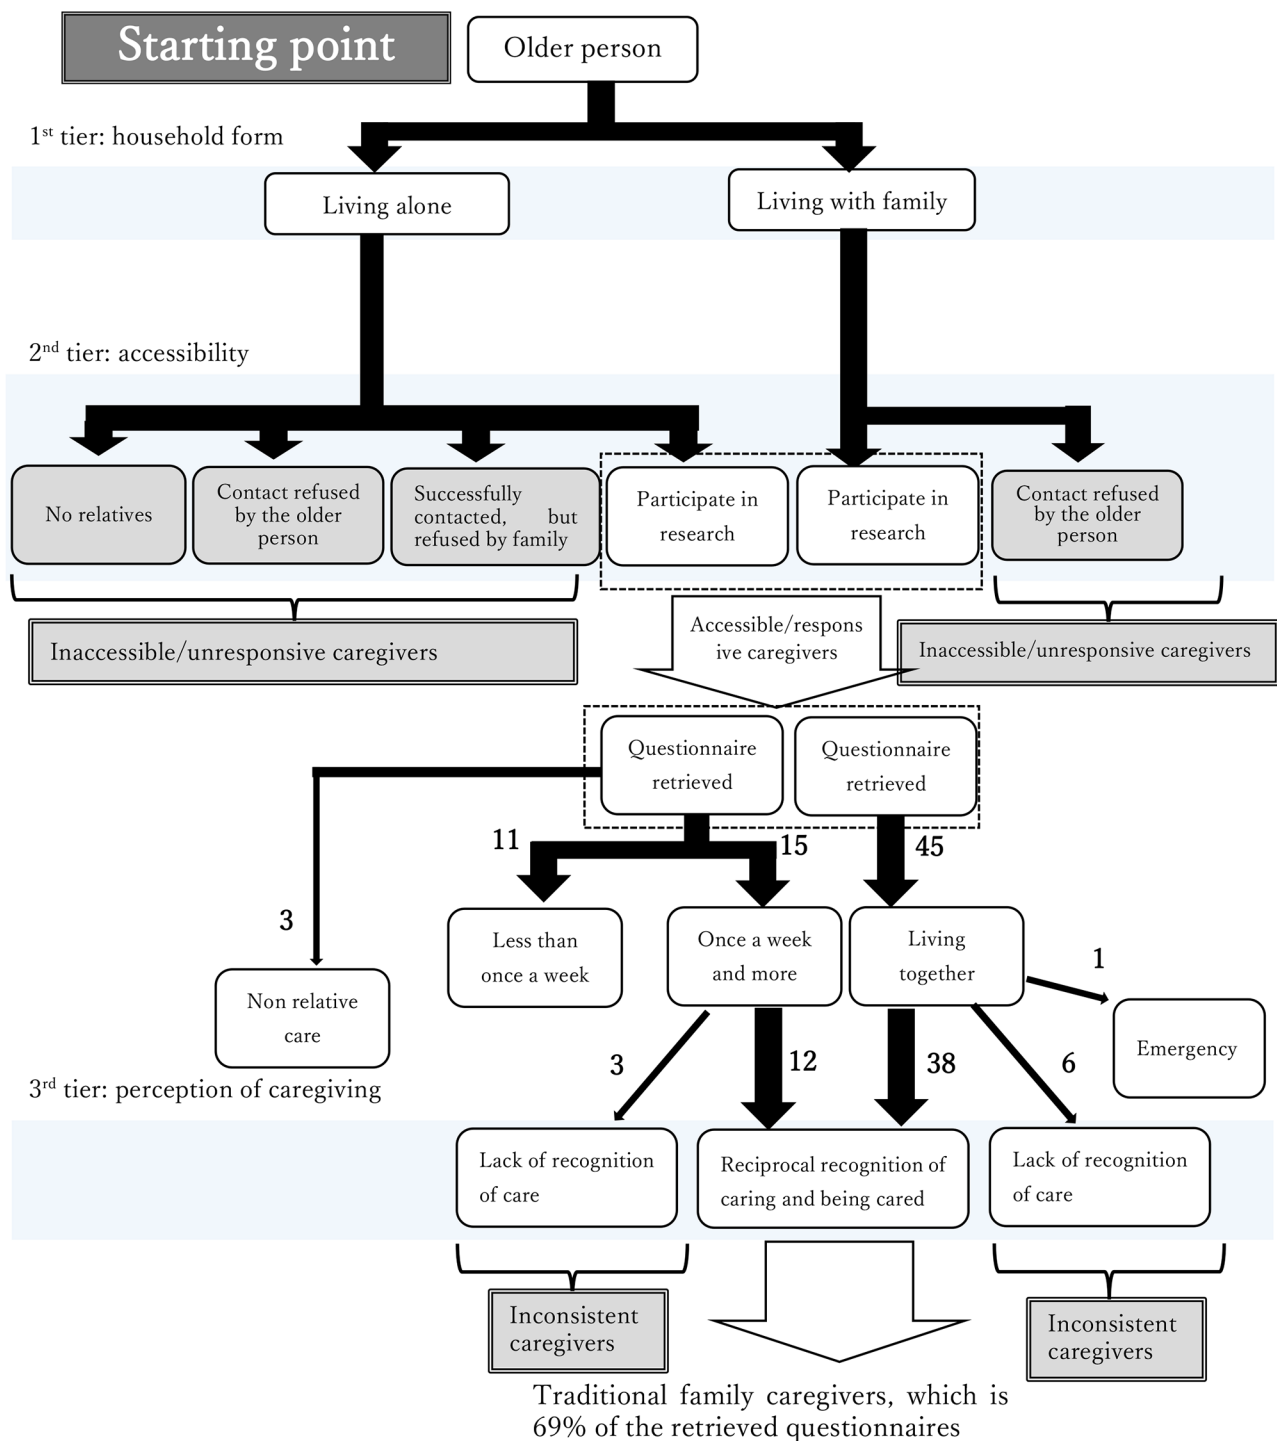 Starting point
Older person
1st tier: household form
Living alone
Living with family
2nd tier: accessibility
No relatives
Contact refused
by the older
person
Successfully
contacted, but
refused by family
Participate in
research
Participate in
research
Contact refused
by the older
person
Inaccessible/unresponsive caregivers
Accessible/respons
ive caregivers
Inaccessible/unresponsive caregivers
Questionnaire
retrieved
Questionnaire
retrieved
11
15
45
3
Less than
once a week
Once a week
and more
Living
together
1
Non relative
care
Emergency
3
12
38
6
3rd tier: perception of caregiving
Lack of recognition
of care
Reciprocal recognition of
caring and being cared
Lack of recognition
of care
Inconsistent
caregivers
Inconsistent
caregivers
Traditional family caregivers, which is
69% of the retrieved questionnaires